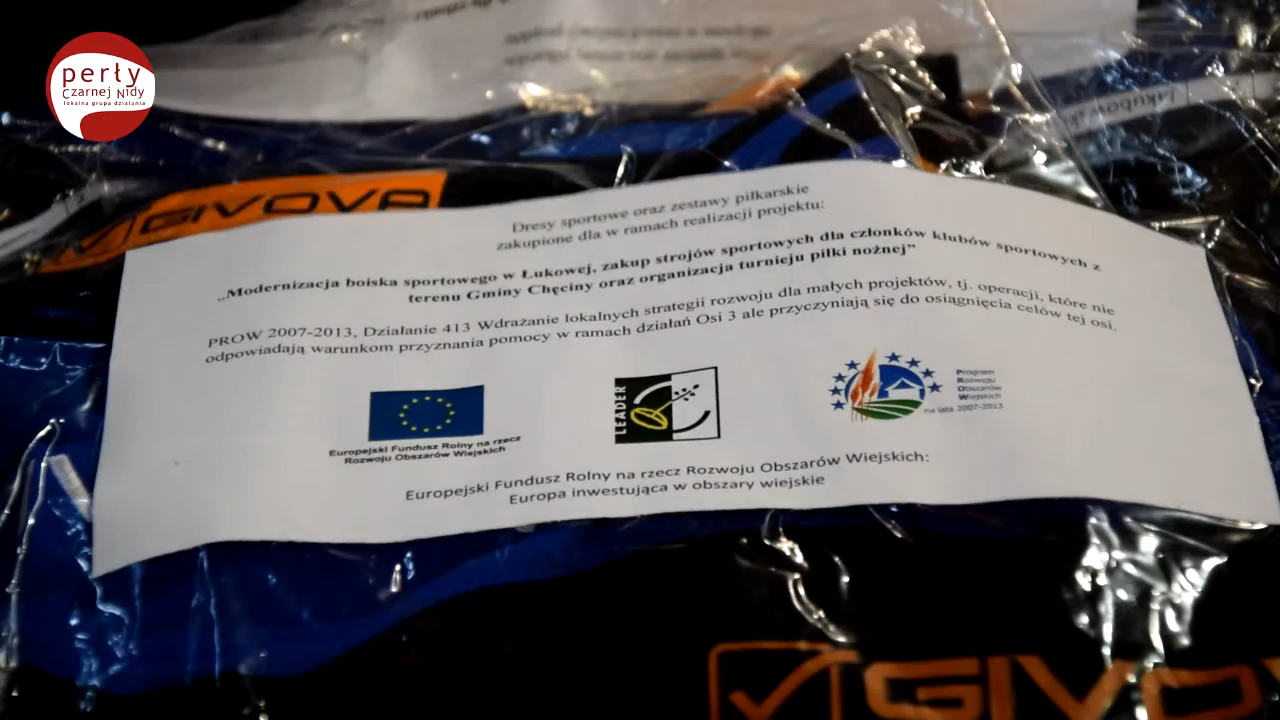 perły
Czarnej Nidy
lokalna grupa działania
Jakubowski
GIVOVA
Dresy sportowe oraz zestawy piłkarskie
zakupione dla w ramach realizacji projektu:
„Modernizacja boiska sportowego w Łukowej, zakup strojów sportowych dla członków klubów sportowych z
terenu Gminy Chęciny oraz organizacja turnieju piłki nożnej”
PROW 2007-2013, Działanie 413 Wdrażanie lokalnych strategii rozwoju dla małych projektów, tj. operacji, które nie
odpowiadają warunkom przyznania pomocy w ramach działań Osi 3 ale przyczyniają się do osiągnięcia celów tej osi.
Europejski Fundusz Rolny na rzecz
Rozwoju Obszarów Wiejskich
LEADER
Program
Rozwoju
Obszarów
Wiejskich
na lata 2007-2013
Europejski Fundusz Rolny na rzecz Rozwoju Obszarów Wiejskich:
Europa inwestująca w obszary wiejskie
GIVOV